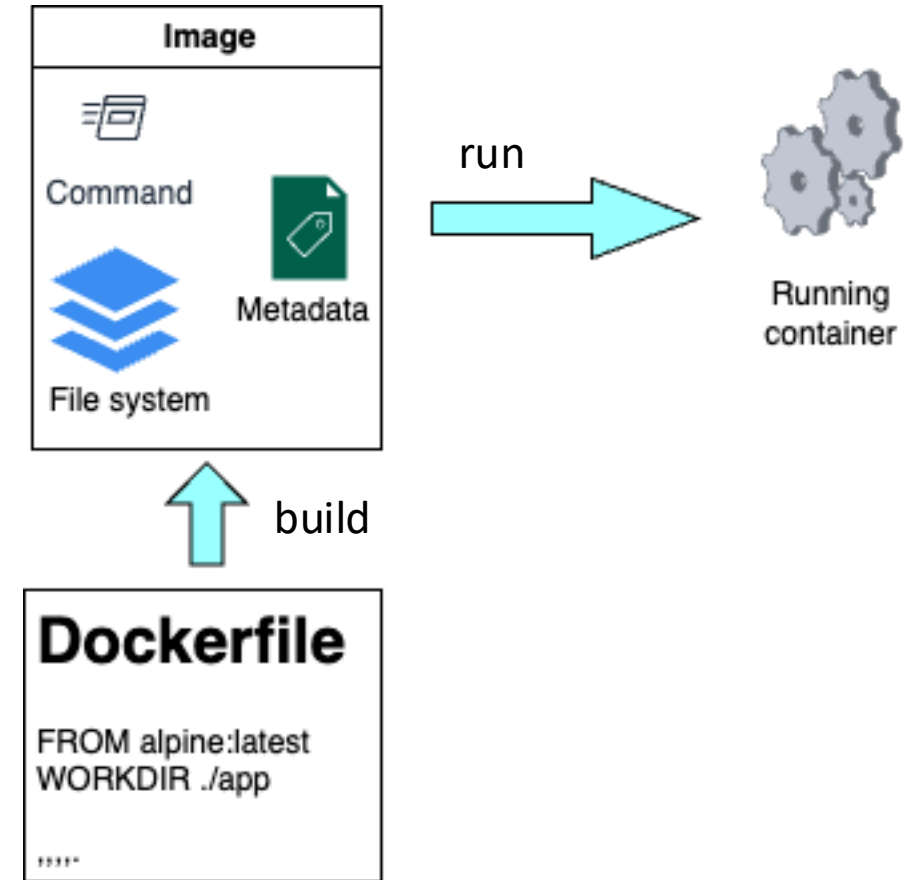 Image
Command
Metadata
File system
run
Running
container
build
Dockerfile
FROM alpine:latest
WORKDIR ./app
,,,,.